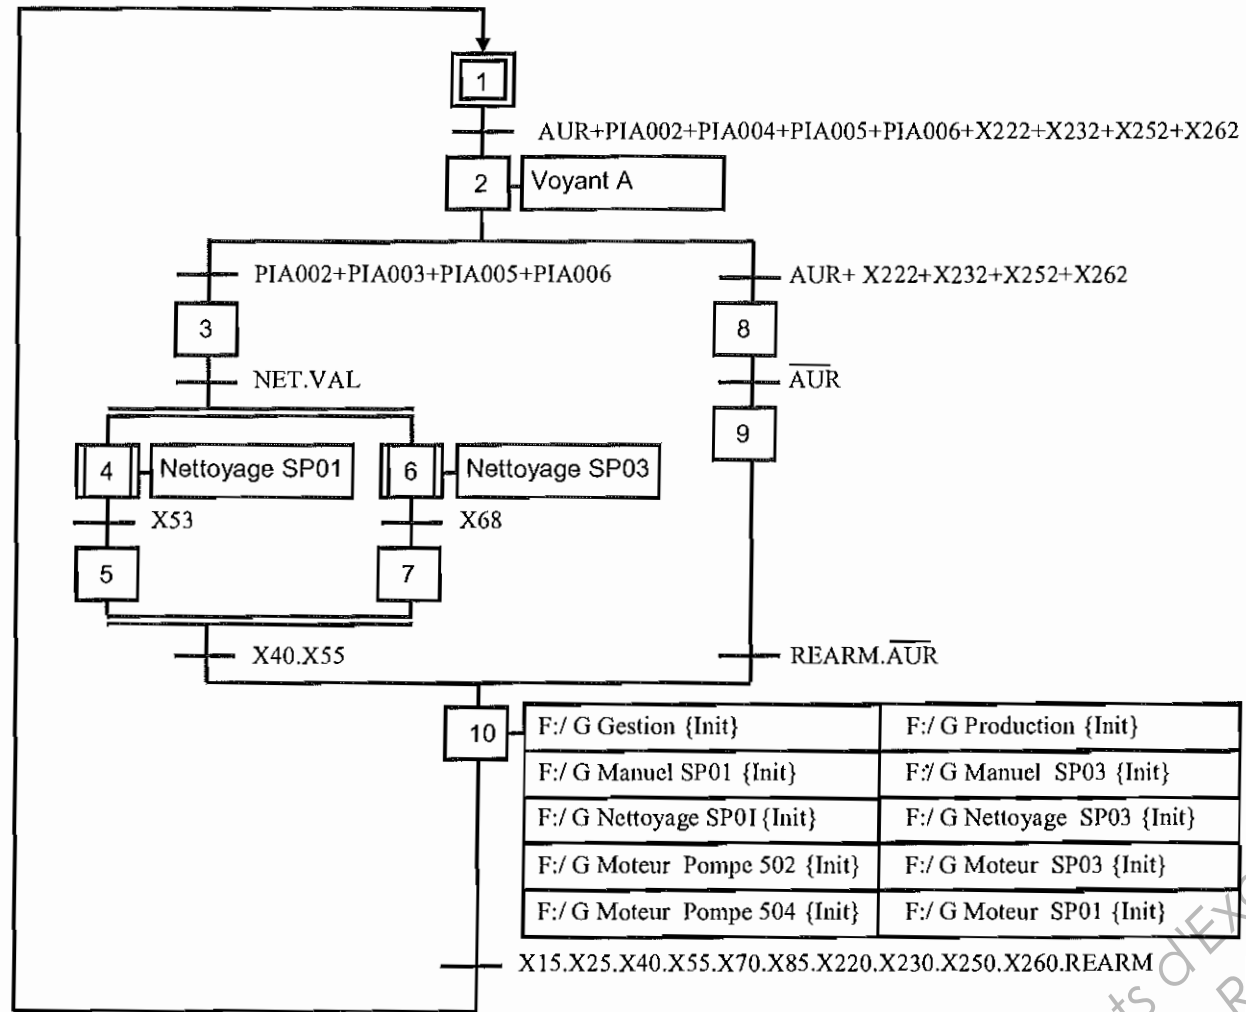 1
AUR+PIA002+PIA004+PIA005+PIA006+X222+X232+X252+X262
2 Voyant A
PIA002+PIA003+PIA005+PIA006
AUR+ X222+X232+X252+X262
3
8
NET.VAL
A̅U̅R̅
9
4 Nettoyage SP01
6 Nettoyage SP03
X53
X68
5
7
X40.X55
REARM.A̅U̅R̅
10
F:/ G Gestion {Init}
F:/ G Production {Init}
F:/ G Manuel SP01 {Init}
F:/ G Manuel SP03 {Init}
F:/ G Nettoyage SP01 {Init}
F:/ G Nettoyage SP03 {Init}
F:/ G Moteur Pompe 502 {Init}
F:/ G Moteur SP03 {Init}
F:/ G Moteur Pompe 504 {Init}
F:/ G Moteur SP01 {Init}
X15.X25.X40.X55.X70.X85.X220.X230.X250.X260.REARM